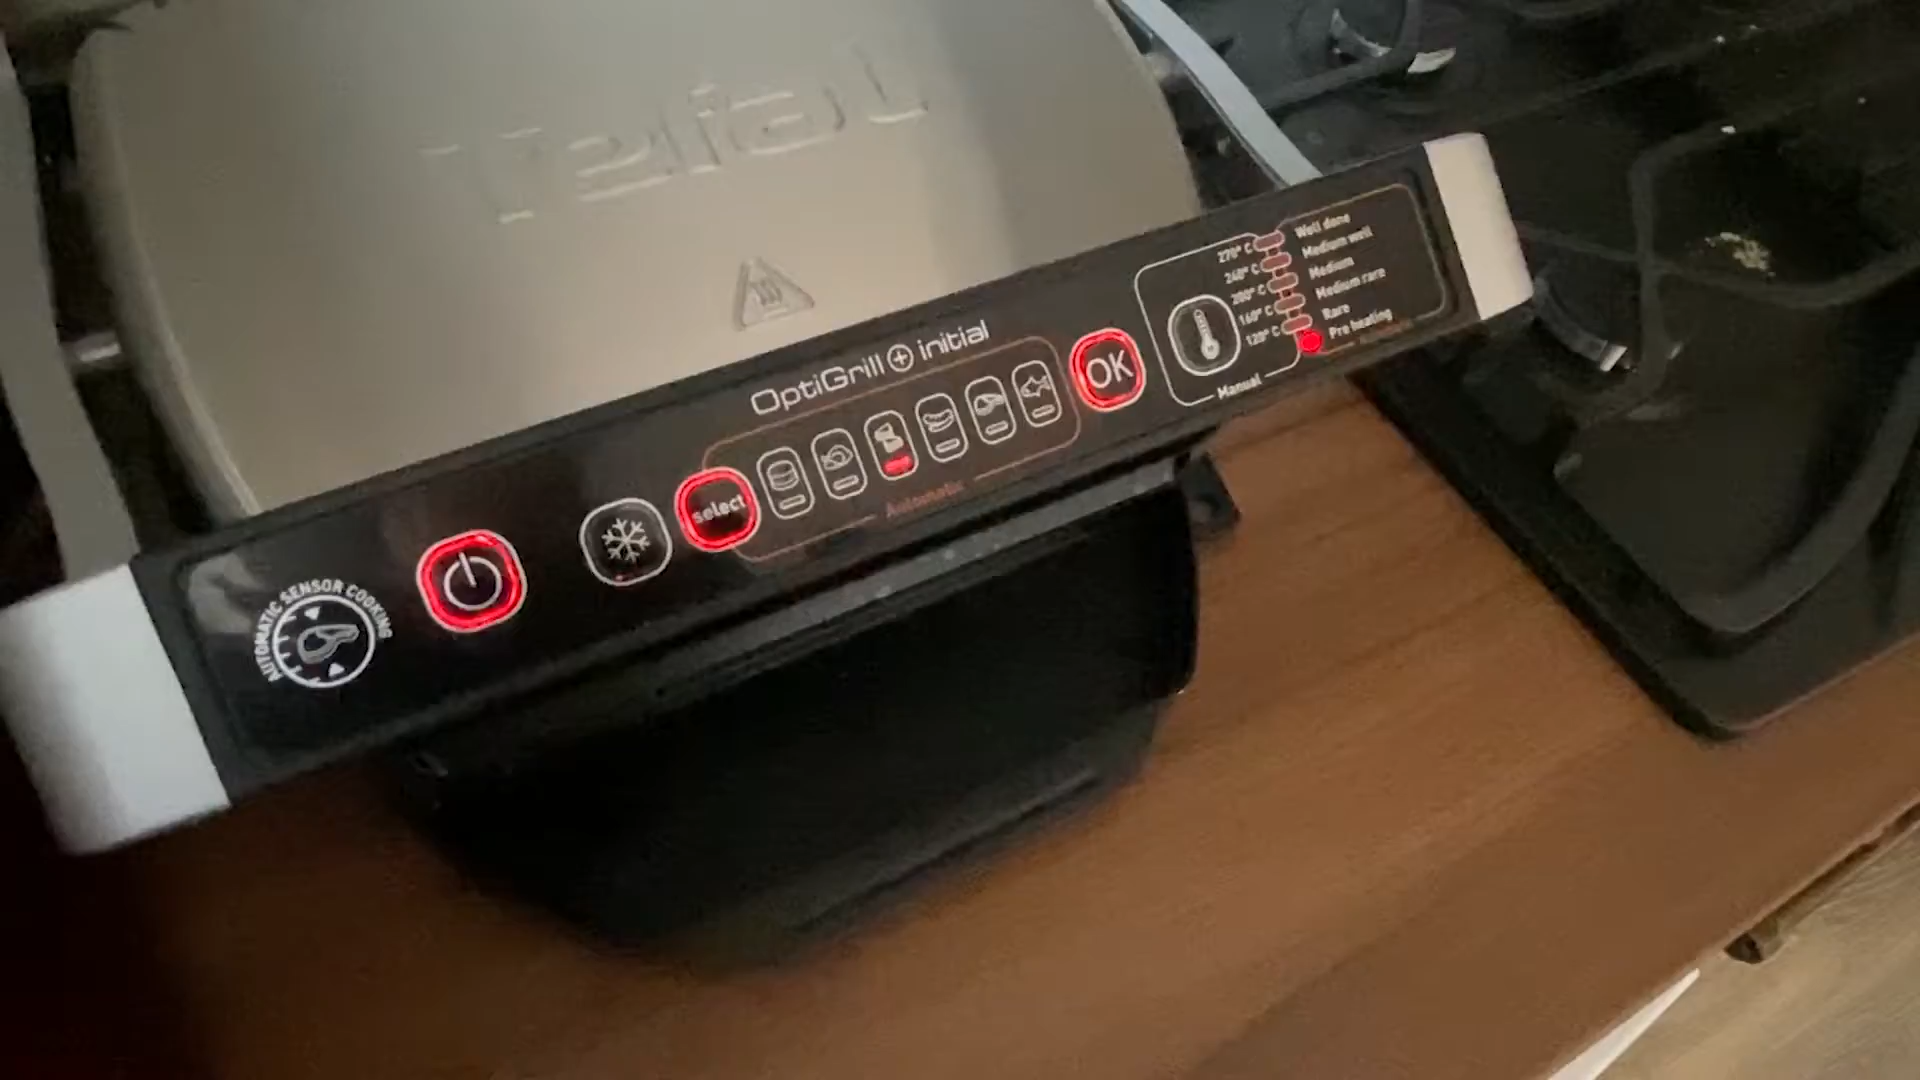 Tefal
OptiGrill + initial
AUTOMATIC SENSOR COOKING
select
Automatic
OK
Manual
270° C
240° C
200° C
160° C
120° C
Well done
Medium well
Medium
Medium rare
Rare
Pre heating